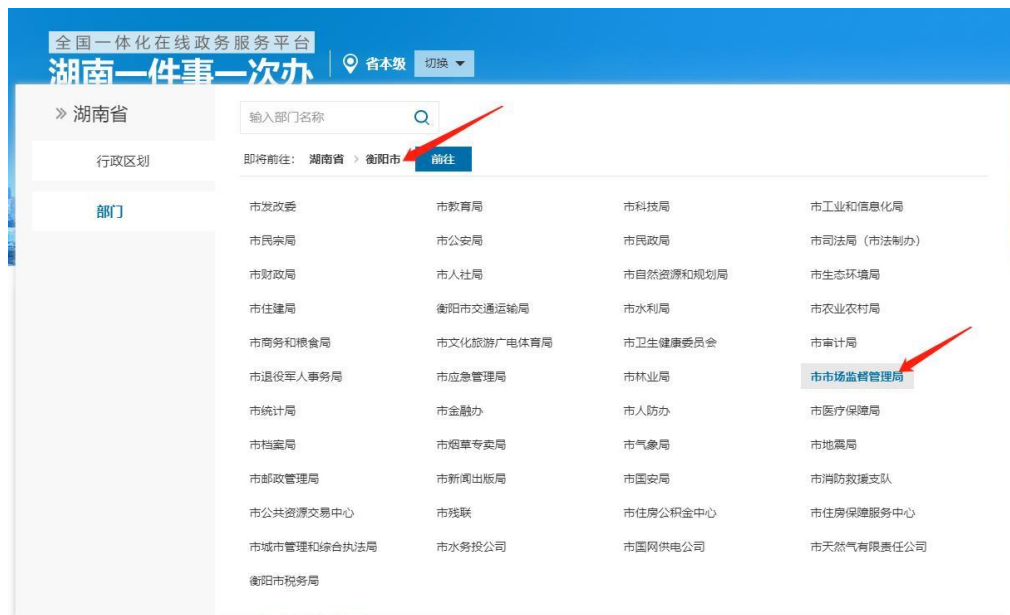 全国一体化在线政务服务平台
湖南一件事一次办 省本级 切换
湖南省
输入部门名称
行政区划
即将前往： 湖南省 > 衡阳市 前往
部门
市发改委 市教育局 市科技局 市工业和信息化局
市民宗局 市公安局 市民政局 市司法局（市法制办）
市财政局 市人社局 市自然资源和规划局 市生态环境局
市住建局 衡阳市交通运输局 市水利局 市农业农村局
市商务和粮食局 市文化旅游广电体育局 市卫生健康委员会 市审计局
市退役军人事务局 市应急管理局 市林业局 市市场监督管理局
市统计局 市金融办 市人防办 市医疗保障局
市档案局 市烟草专卖局 市气象局 市地震局
市邮政管理局 市新闻出版局 市国安局 市消防救援支队
市公共资源交易中心 市残联 市住房公积金中心 市住房保障服务中心
市城市管理和综合执法局 市水务投公司 市国网供电公司 市天然气有限责任公司
衡阳市税务局